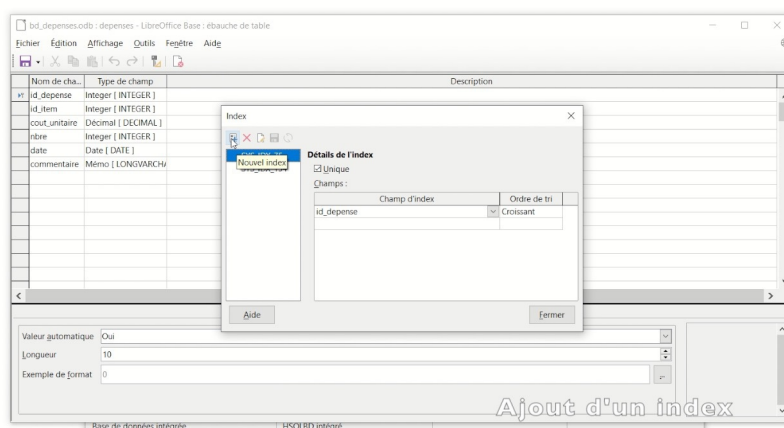 bd_depenses.odb : depenses - LibreOffice Base : ébauche de table
Fichier Édition Affichage Outils Fenêtre Aide
Nom de cha... Type de champ Description
id_depense Integer [ INTEGER ]
id_item Integer [ INTEGER ]
cout_unitaire Décimal [ DECIMAL ]
nbre Integer [ INTEGER ]
date Date [ DATE ]
commentaire Mémo [ LONGVARCHA
Index
Nouvel index
Détails de l'index
Unique
Champs :
Champ d'index Ordre de tri
id_depense Croissant
Aide Fermer
Valeur automatique Oui
Longueur 10
Exemple de format 0
Ajout d'un index
Base de données intégrée HSQLDB intégré